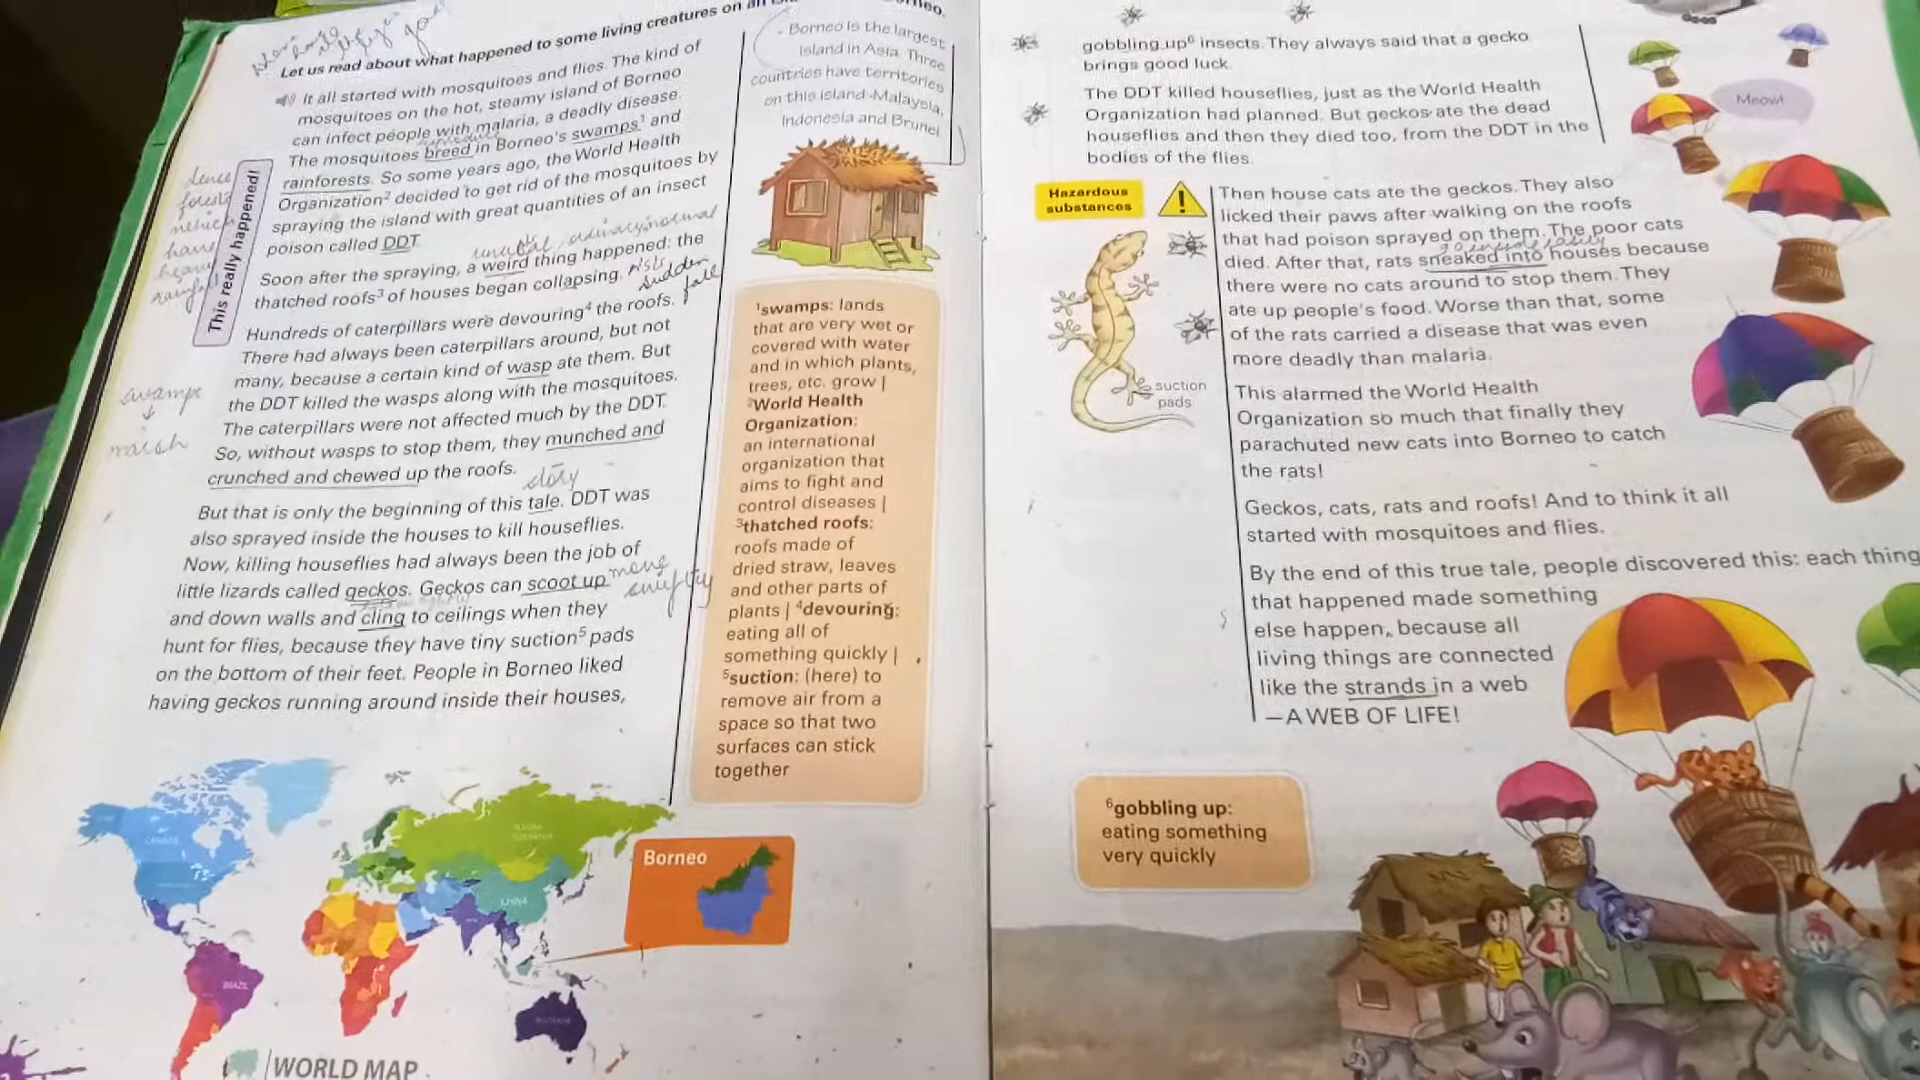 Let us read about what happened to some living creatures on an
It all started with mosquitoes and flies. The kind of
mosquitoes on the hot, steamy island of Borneo
can infect people with malaria, a deadly disease.
The mosquitoes breed in Borneo's swamps¹ and
rainforests. So some years ago, the World Health
Organization² decided to get rid of the mosquitoes by
spraying the island with great quantities of an insect
poison called DDT.
Soon after the spraying, a weird thing happened: the
thatched roofs³ of houses began collapsing.
sudden
fall
Hundreds of caterpillars were devouring⁴ the roofs.
There had always been caterpillars around, but not
many, because a certain kind of wasp ate them. But
the DDT killed the wasps along with the mosquitoes.
The caterpillars were not affected much by the DDT.
So, without wasps to stop them, they munched and
crunched and chewed up the roofs.
story
But that is only the beginning of this tale. DDT was
also sprayed inside the houses to kill houseflies.
Now, killing houseflies had always been the job of
little lizards called geckos. Geckos can scoot up
and down walls and cling to ceilings when they
hunt for flies, because they have tiny suction⁵ pads
on the bottom of their feet. People in Borneo liked
having geckos running around inside their houses,
This really happened!
marsh
Borneo is the largest
island in Asia. Three
countries have territories
on this island-Malaysia,
Indonesia and Brunei
¹swamps: lands
that are very wet or
covered with water
and in which plants,
trees, etc. grow |
²World Health
Organization:
an international
organization that
aims to fight and
control diseases |
³thatched roofs:
roofs made of
dried straw, leaves
and other parts of
plants | ⁴devouring:
eating all of
something quickly |
⁵suction: (here) to
remove air from a
space so that two
surfaces can stick
together
CANADA
CHINA
BRAZIL
Borneo
WORLD MAP
gobbling up⁶ insects. They always said that a gecko
brings good luck.
The DDT killed houseflies, just as the World Health
Organization had planned. But geckos ate the dead
houseflies and then they died too, from the DDT in the
bodies of the flies.
Meow!
Hazardous
substances
!
suction
pads
Then house cats ate the geckos. They also
licked their paws after walking on the roofs
that had poison sprayed on them. The poor cats
died. After that, rats sneaked into houses because
there were no cats around to stop them. They
ate up people's food. Worse than that, some
of the rats carried a disease that was even
more deadly than malaria.
This alarmed the World Health
Organization so much that finally they
parachuted new cats into Borneo to catch
the rats!
Geckos, cats, rats and roofs! And to think it all
started with mosquitoes and flies.
By the end of this true tale, people discovered this: each thing
that happened made something
else happen, because all
living things are connected
like the strands in a web
—A WEB OF LIFE!
⁶gobbling up:
eating something
very quickly